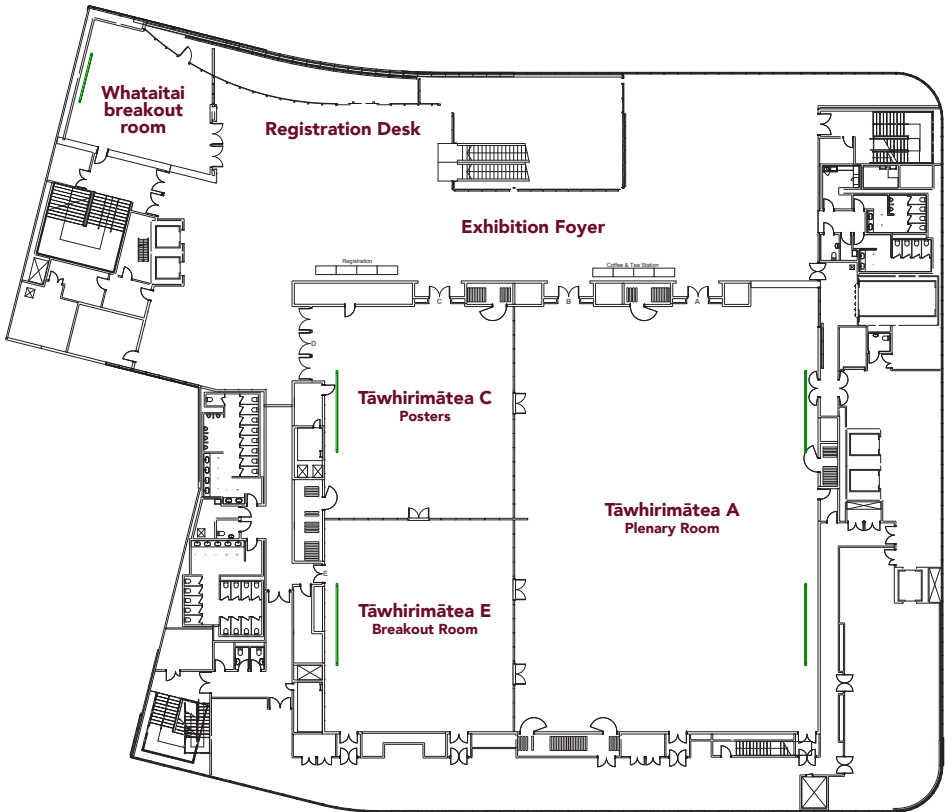 Whataitai
breakout
room
Registration Desk
Exhibition Foyer
Registration
Coffee & Tea Station
C
B
A
D
Tāwhirimātea C
Posters
Tāwhirimātea A
Plenary Room
E
Tāwhirimātea E
Breakout Room